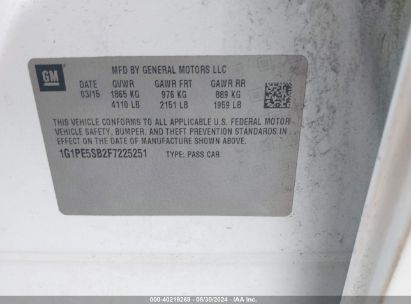 GM
MFD BY GENERAL MOTORS LLC
DATE GVWR GAWR FRT GAWR RR
03/15 1865 KG 976 KG 889 KG
4110 LB 2151 LB 1959 LB
THIS VEHICLE CONFORMS TO ALL APPLICABLE U.S. FEDERAL MOTOR
VEHICLE SAFETY, BUMPER, AND THEFT PREVENTION STANDARDS IN
EFFECT ON THE DATE OF MANUFACTURE SHOWN ABOVE
1G1PE5SB2F7225251 TYPE: PASS CAR
© www.40219269 - 08/30/2024 - IAA, Inc.